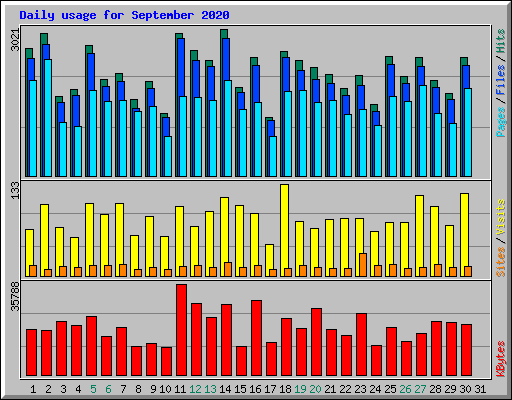 Daily usage for September 2020
3021
133
35788
Pages / Files / Hits
Sites / Visits
KBytes
1 2 3 4 5 6 7 8 9 10 11 12 13 14 15 16 17 18 19 20 21 22 23 24 25 26 27 28 29 30 31